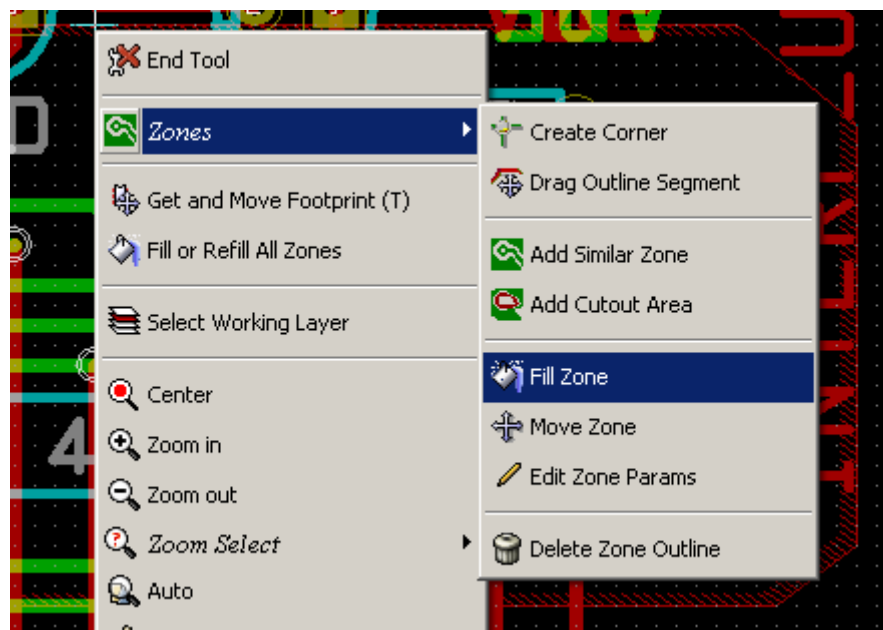 End Tool
Zones
Get and Move Footprint (T)
Fill or Refill All Zones
Select Working Layer
Center
Zoom in
Zoom out
Zoom Select
Auto
Create Corner
Drag Outline Segment
Add Similar Zone
Add Cutout Area
Fill Zone
Move Zone
Edit Zone Params
Delete Zone Outline
4